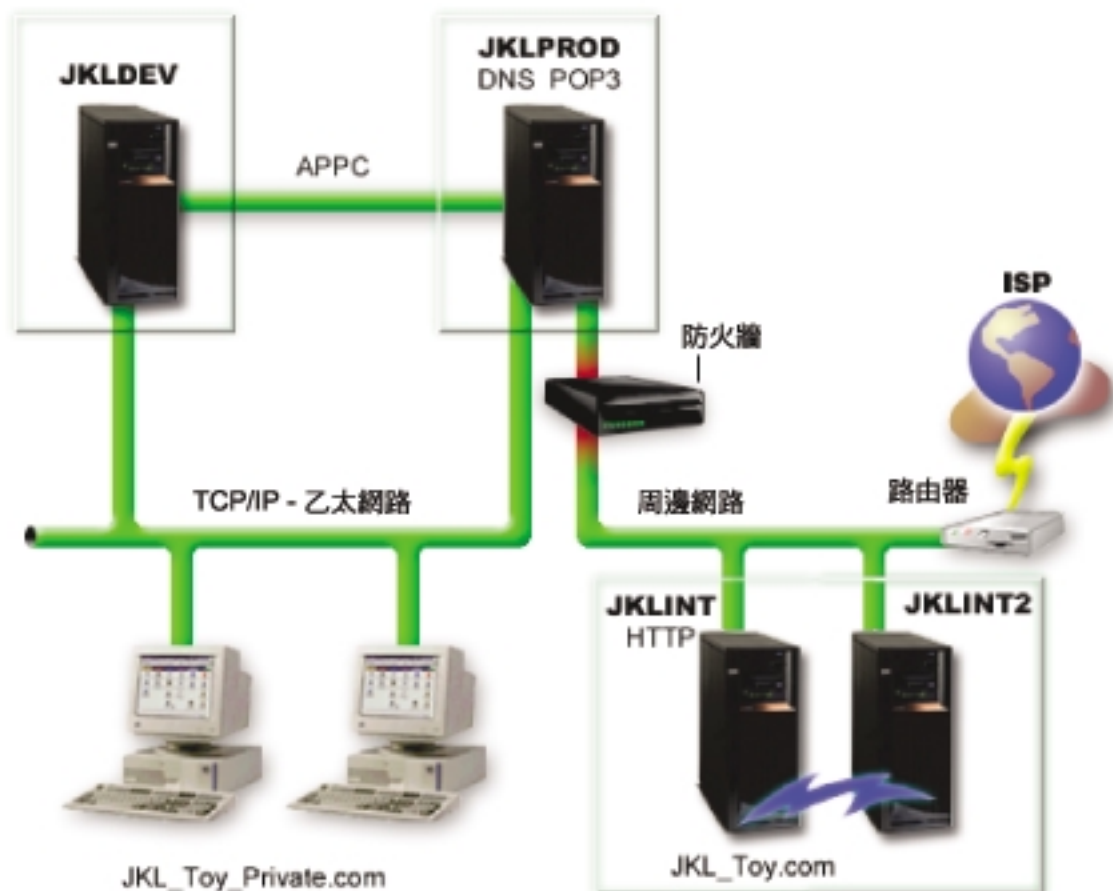 JKLDEV
JKLPROD
DNS POP3
APPC
ISP
防火牆
TCP/IP - 乙太網路
周邊網路
路由器
JKLINT
HTTP
JKLINT2
JKL_Toy_Private.com
JKL_Toy.com